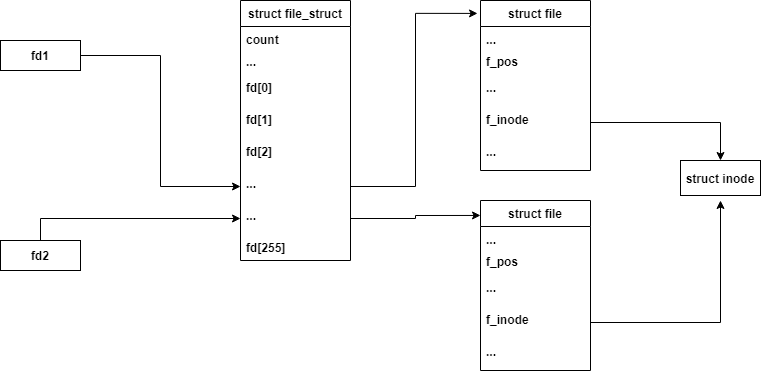 fd1
fd2
struct file_struct
count
...
fd[0]
fd[1]
fd[2]
...
...
fd[255]
struct file
...
f_pos
...
f_inode
...
struct file
...
f_pos
...
f_inode
...
struct inode